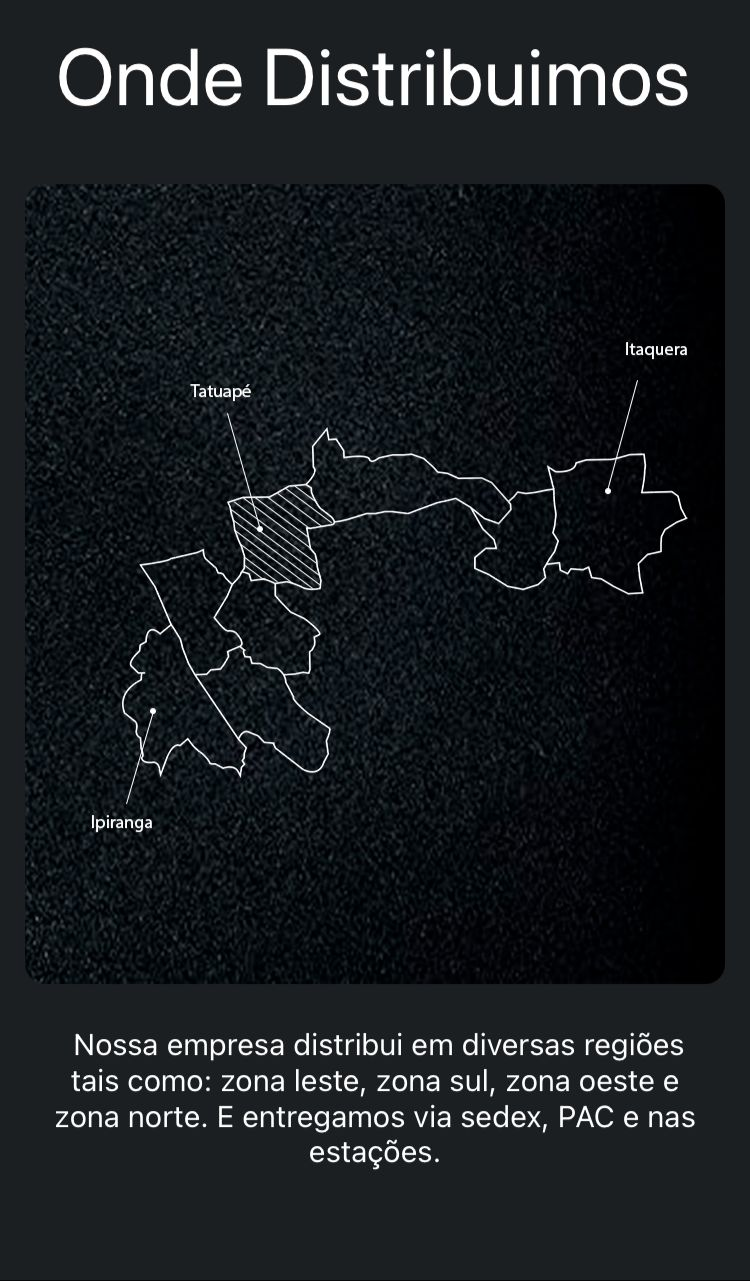 Onde Distribuimos
Itaquera
Tatuapé
Ipiranga
Nossa empresa distribui em diversas regiões
tais como: zona leste, zona sul, zona oeste e
zona norte. E entregamos via sedex, PAC e nas
estações.